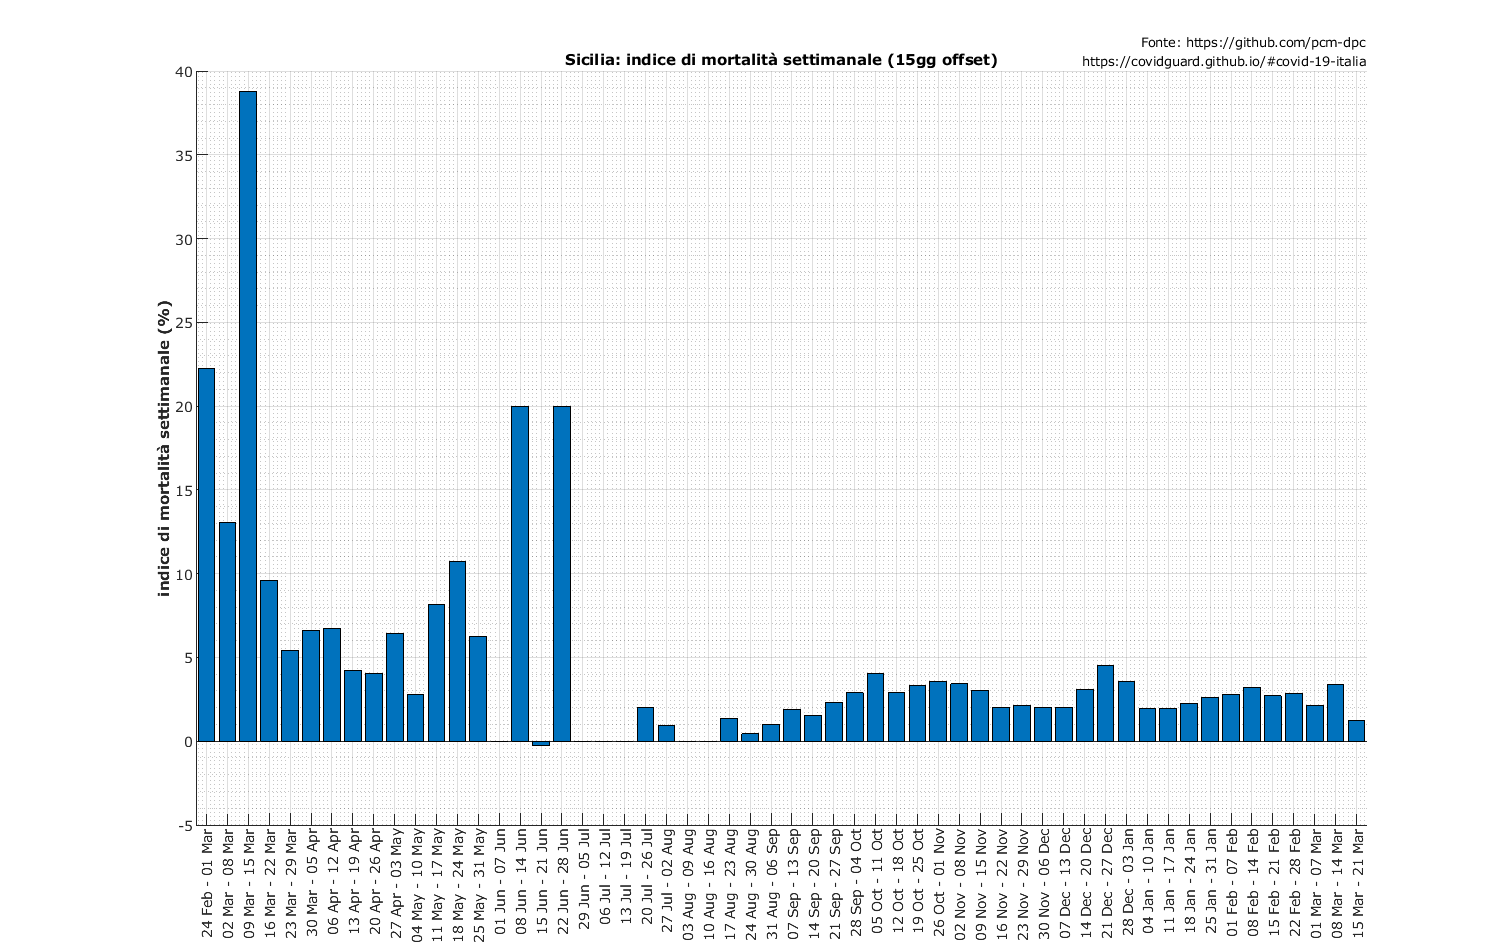 Fonte: https://github.com/pcm-dpc
https://covidguard.github.io/#covid-19-italia
Sicilia: indice di mortalità settimanale (15gg offset)
indice di mortalità settimanale (%)
40
35
30
25
20
15
10
5
0
-5
24 Feb - 01 Mar
02 Mar - 08 Mar
09 Mar - 15 Mar
16 Mar - 22 Mar
23 Mar - 29 Mar
30 Mar - 05 Apr
06 Apr - 12 Apr
13 Apr - 19 Apr
20 Apr - 26 Apr
27 Apr - 03 May
04 May - 10 May
11 May - 17 May
18 May - 24 May
25 May - 31 May
01 Jun - 07 Jun
08 Jun - 14 Jun
15 Jun - 21 Jun
22 Jun - 28 Jun
29 Jun - 05 Jul
06 Jul - 12 Jul
13 Jul - 19 Jul
20 Jul - 26 Jul
27 Jul - 02 Aug
03 Aug - 09 Aug
10 Aug - 16 Aug
17 Aug - 23 Aug
24 Aug - 30 Aug
31 Aug - 06 Sep
07 Sep - 13 Sep
14 Sep - 20 Sep
21 Sep - 27 Sep
28 Sep - 04 Oct
05 Oct - 11 Oct
12 Oct - 18 Oct
19 Oct - 25 Oct
26 Oct - 01 Nov
02 Nov - 08 Nov
09 Nov - 15 Nov
16 Nov - 22 Nov
23 Nov - 29 Nov
30 Nov - 06 Dec
07 Dec - 13 Dec
14 Dec - 20 Dec
21 Dec - 27 Dec
28 Dec - 03 Jan
04 Jan - 10 Jan
11 Jan - 17 Jan
18 Jan - 24 Jan
25 Jan - 31 Jan
01 Feb - 07 Feb
08 Feb - 14 Feb
15 Feb - 21 Feb
22 Feb - 28 Feb
01 Mar - 07 Mar
08 Mar - 14 Mar
15 Mar - 21 Mar